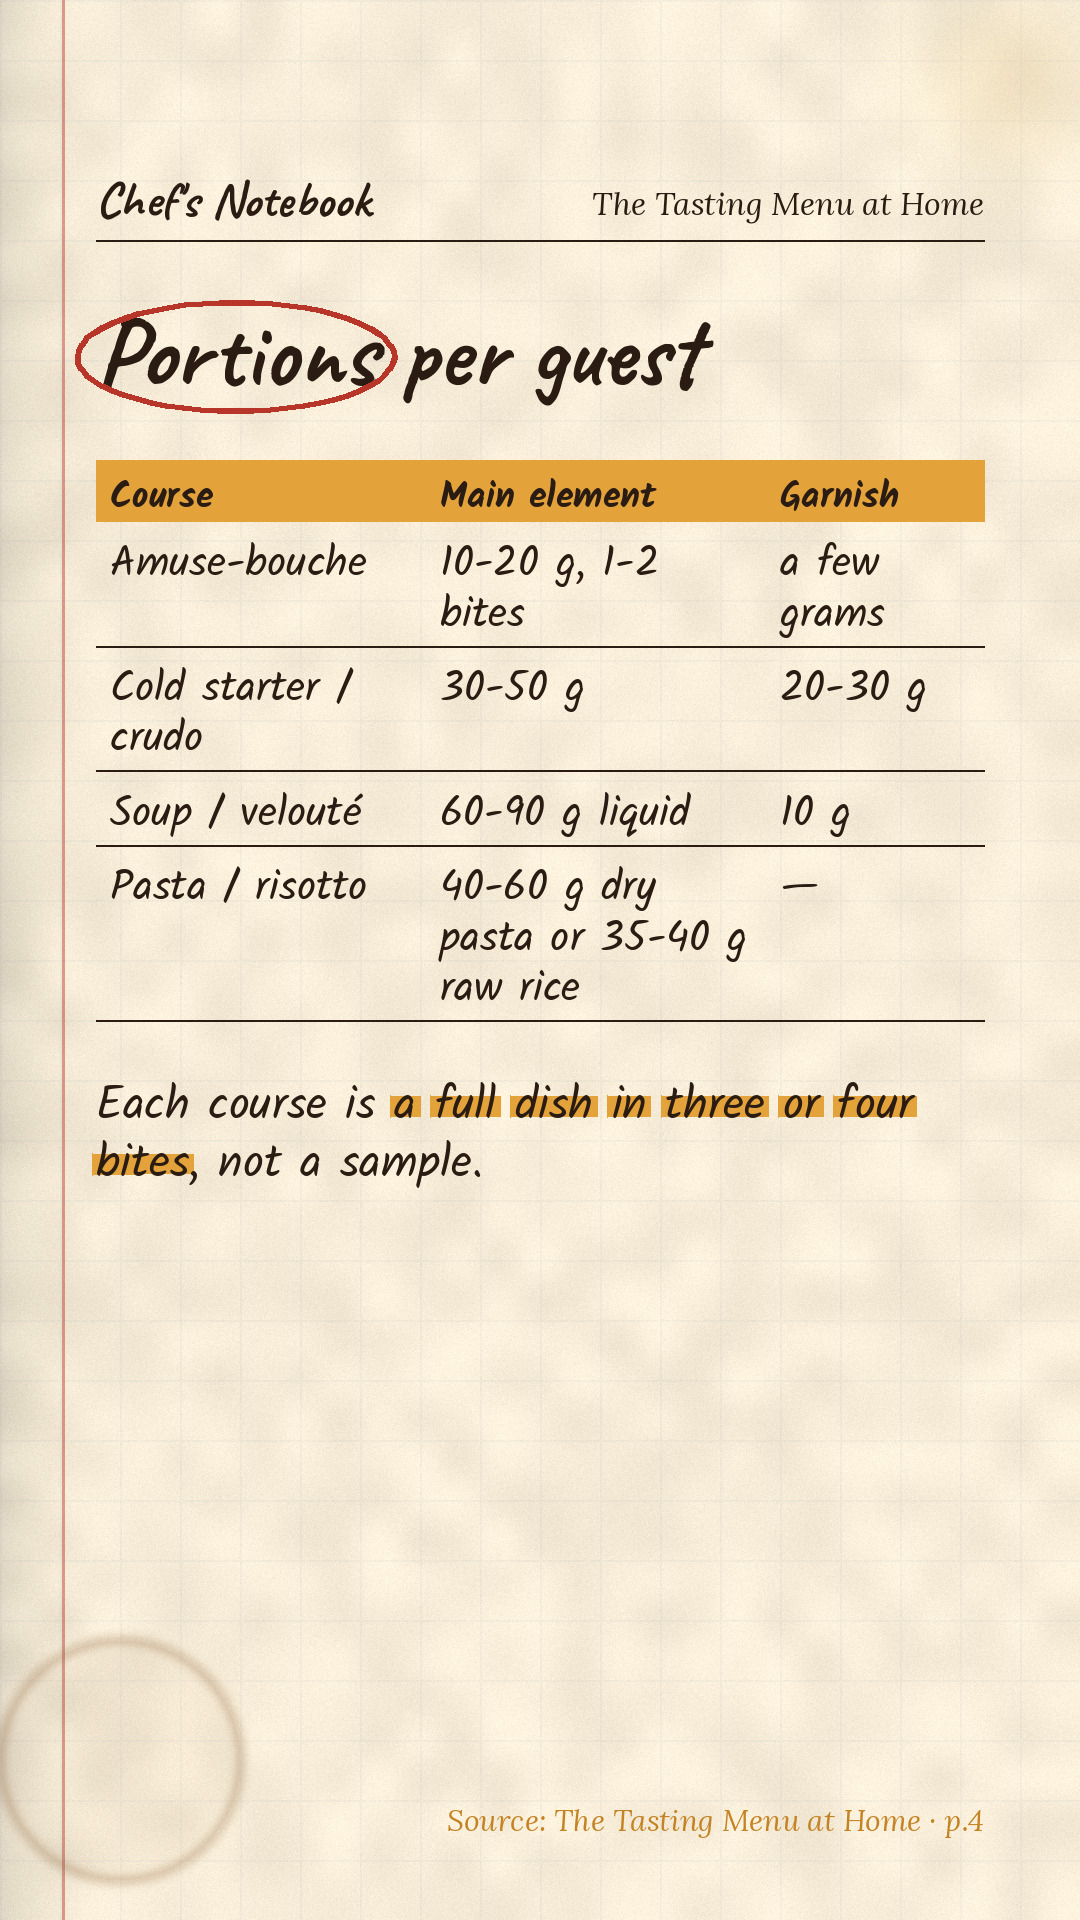 Chef's Notebook
The Tasting Menu at Home
Portions per guest
Course Main element Garnish
Amuse-bouche 10-20 g, 1-2 a few
bites grams
Cold starter / 30-50 g 20-30 g
crudo
Soup / velouté 60-90 g liquid 10 g
Pasta / risotto 40-60 g dry —
pasta or 35-40 g
raw rice
Each course is a full dish in three or four
bites, not a sample.
Source: The Tasting Menu at Home · p.4